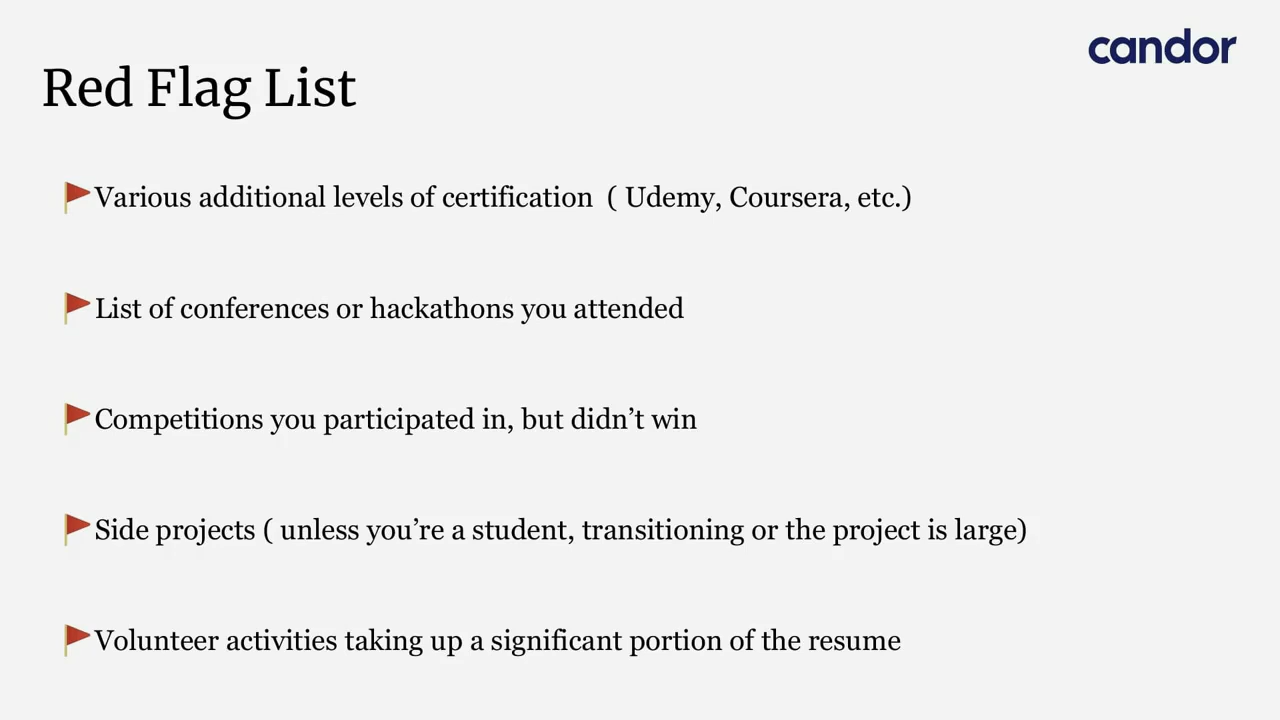 candor
Red Flag List
Various additional levels of certification ( Udemy, Coursera, etc.)
List of conferences or hackathons you attended
Competitions you participated in, but didn’t win
Side projects ( unless you’re a student, transitioning or the project is large)
Volunteer activities taking up a significant portion of the resume